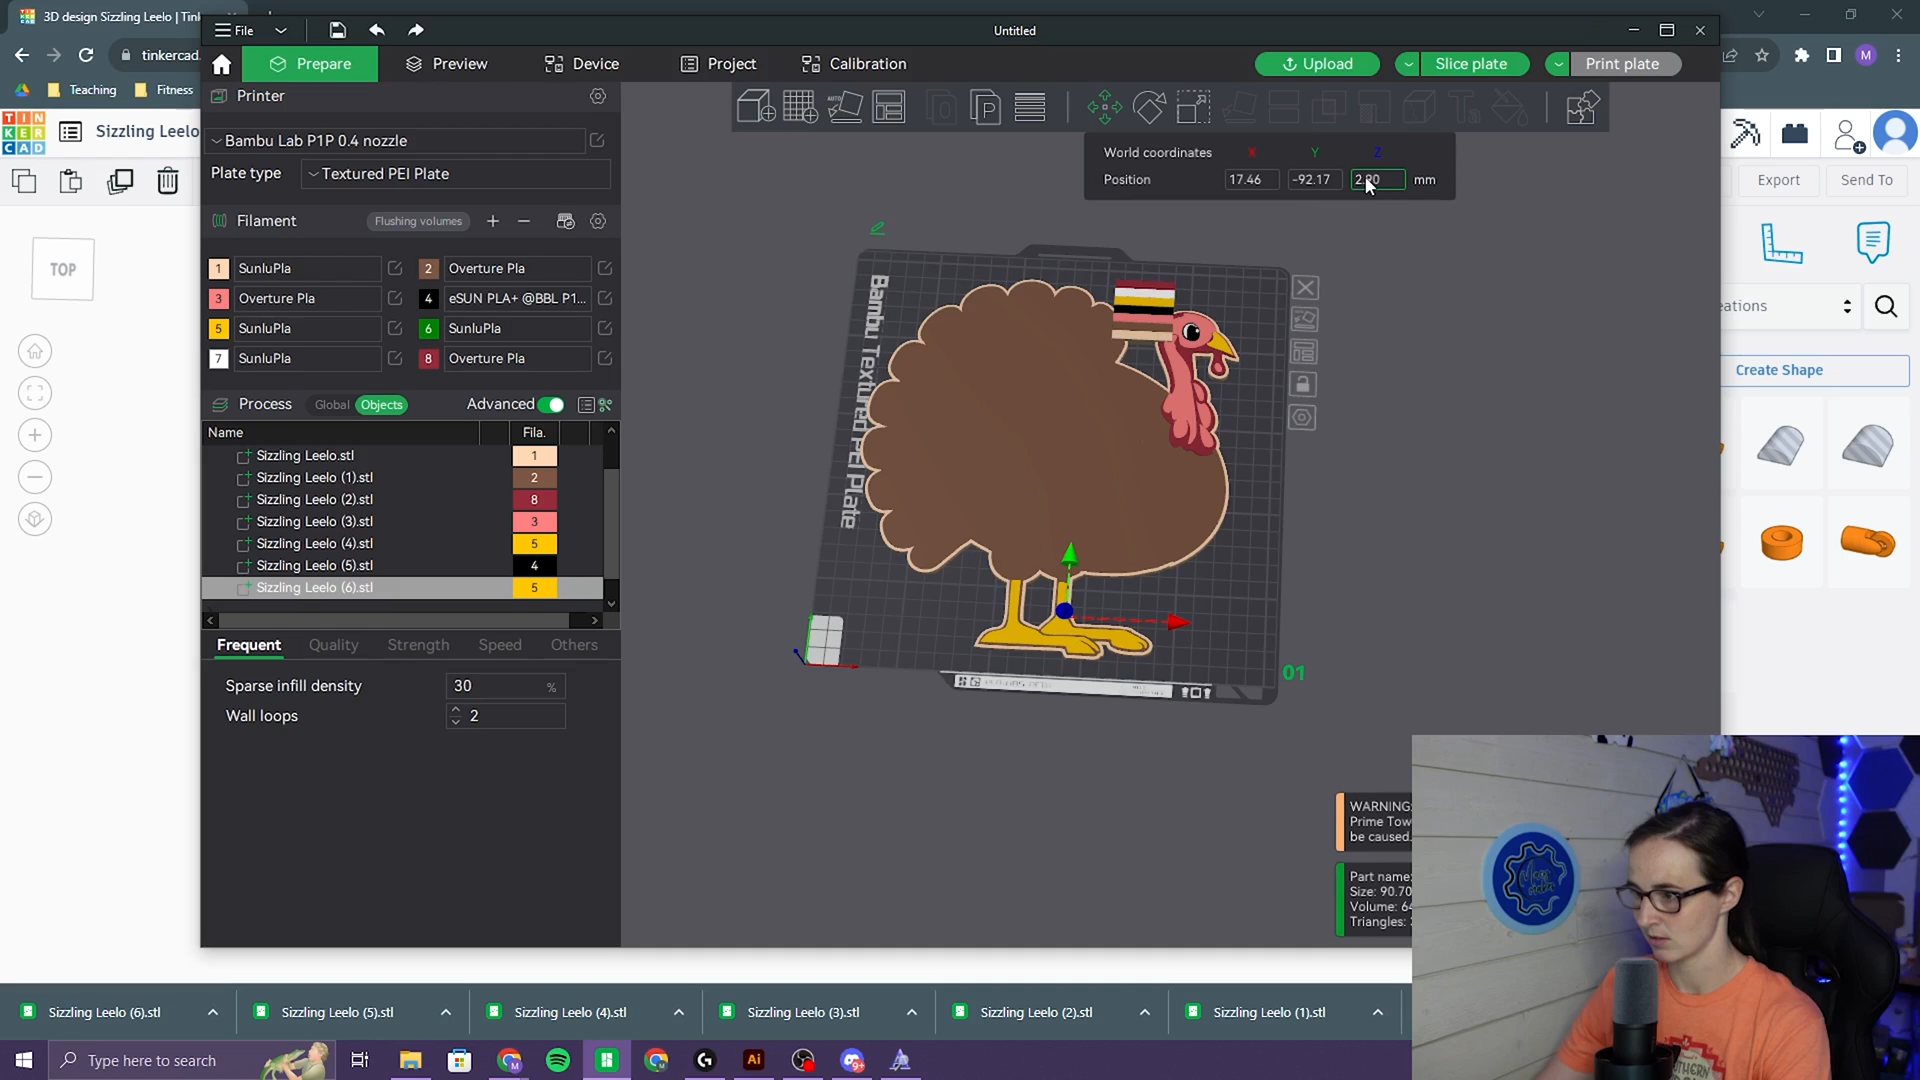 3D design Sizzling Leelo | Tin
tinkercad.
Teaching
Fitness
File
Untitled
Prepare
Preview
Device
Project
Calibration
Upload
Slice plate
Print plate
TIN
KER
CAD
Sizzling Leelo
Printer
Bambu Lab P1P 0.4 nozzle
Plate type
Textured PEI Plate
World coordinates X Y Z
Position 17.46 -92.17 mm
Export
Send To
Filament
Flushing volumes
TOP
1 SunluPla
2 Overture Pla
3 Overture Pla
4 eSUN PLA+ @BBL P1...
5 SunluPla
6 SunluPla
7 SunluPla
8 Overture Pla
Bambu Textured PEI Plate
Create Shape
Process
Global
Objects
Advanced
Name
Fila.
Sizzling Leelo.stl 1
Sizzling Leelo (1).stl 2
Sizzling Leelo (2).stl 8
Sizzling Leelo (3).stl 3
Sizzling Leelo (4).stl 5
Sizzling Leelo (5).stl 4
Sizzling Leelo (6).stl 5
Frequent
Quality
Strength
Speed
Others
Sparse infill density 30 %
Wall loops 2
01
WARNING:
Prime Tow
be caused.
Part name:
Size: 90.70
Volume: 64
Triangles:
Sizzling Leelo (6).stl
Sizzling Leelo (5).stl
Sizzling Leelo (4).stl
Sizzling Leelo (3).stl
Sizzling Leelo (2).stl
Sizzling Leelo (1).stl
Type here to search
Ai
9+